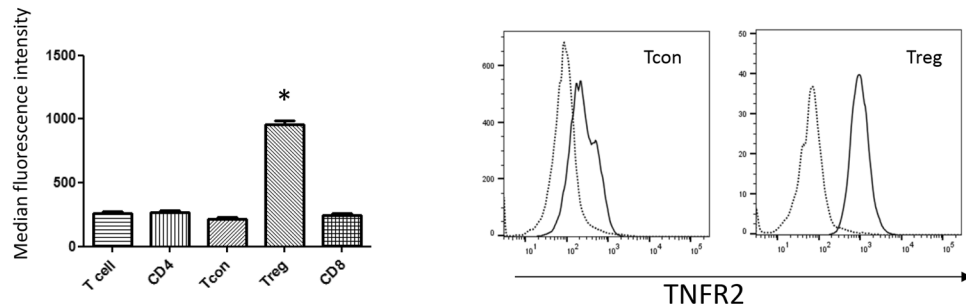 Median fluorescence intensity
1500
1000
500
0
*
T cell
CD4
Tcon
Treg
CD8
Tcon
600
400
200
0
10¹ 10² 10³ 10⁴ 10⁵
Treg
50
40
30
20
10
0
10¹ 10² 10³ 10⁴ 10⁵
TNFR2